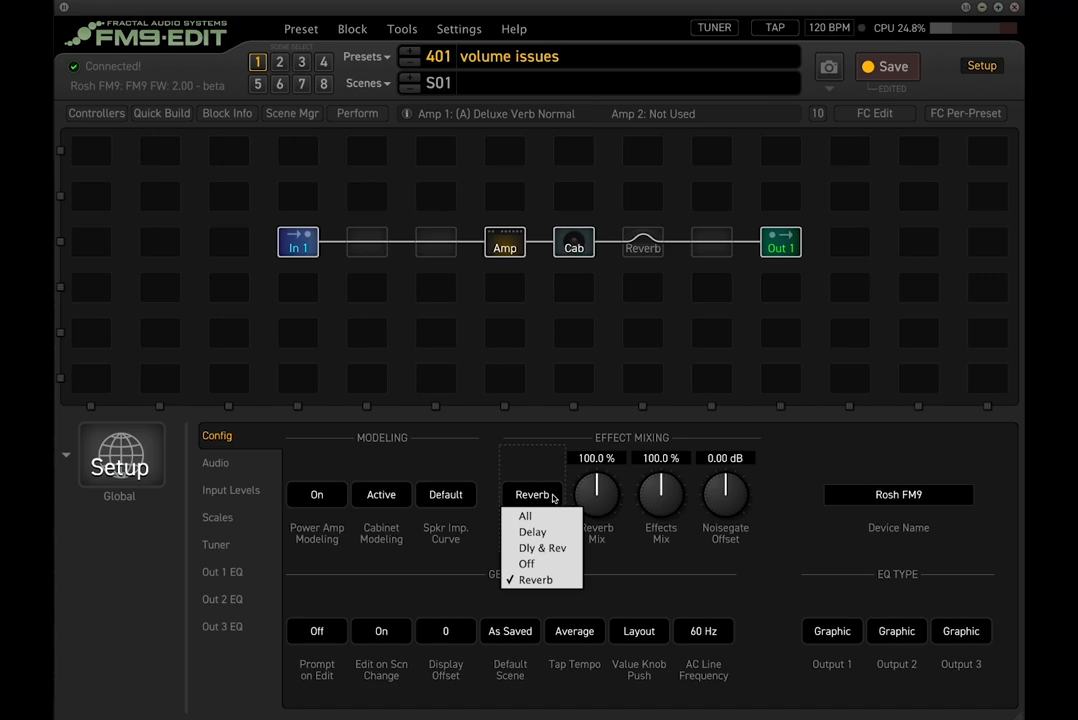 FRACTAL AUDIO SYSTEMS
FM9-EDIT
Preset Block Tools Settings Help
TUNER TAP 120 BPM CPU 24.8%
SCENE SELECT
1 2 3 4
5 6 7 8
Connected!
Rosh FM9: FM9 FW: 2.00 - beta
Presets 401 volume issues
Scenes S01
Save
EDITED
Setup
Controllers Quick Build Block Info Scene Mgr Perform Amp 1: (A) Deluxe Verb Normal Amp 2: Not Used 10 FC Edit FC Per-Preset
In 1 Amp Cab Reverb Out 1
Setup
Global
Config
Audio
Input Levels
Scales
Tuner
Out 1 EQ
Out 2 EQ
Out 3 EQ
MODELING
On Active Default
Power Amp Modeling
Cabinet Modeling
Spkr Imp. Curve
EFFECT MIXING
100.0 % 100.0 % 0.00 dB
Reverb
All
Delay
Dly & Rev
Off
✓ Reverb
Reverb Mix
Effects Mix
Noisegate Offset
Rosh FM9
Device Name
GE
Off On 0 As Saved Average Layout 60 Hz
Prompt on Edit
Edit on Scn Change
Display Offset
Default Scene
Tap Tempo
Value Knob Push
AC Line Frequency
EQ TYPE
Graphic Graphic Graphic
Output 1 Output 2 Output 3